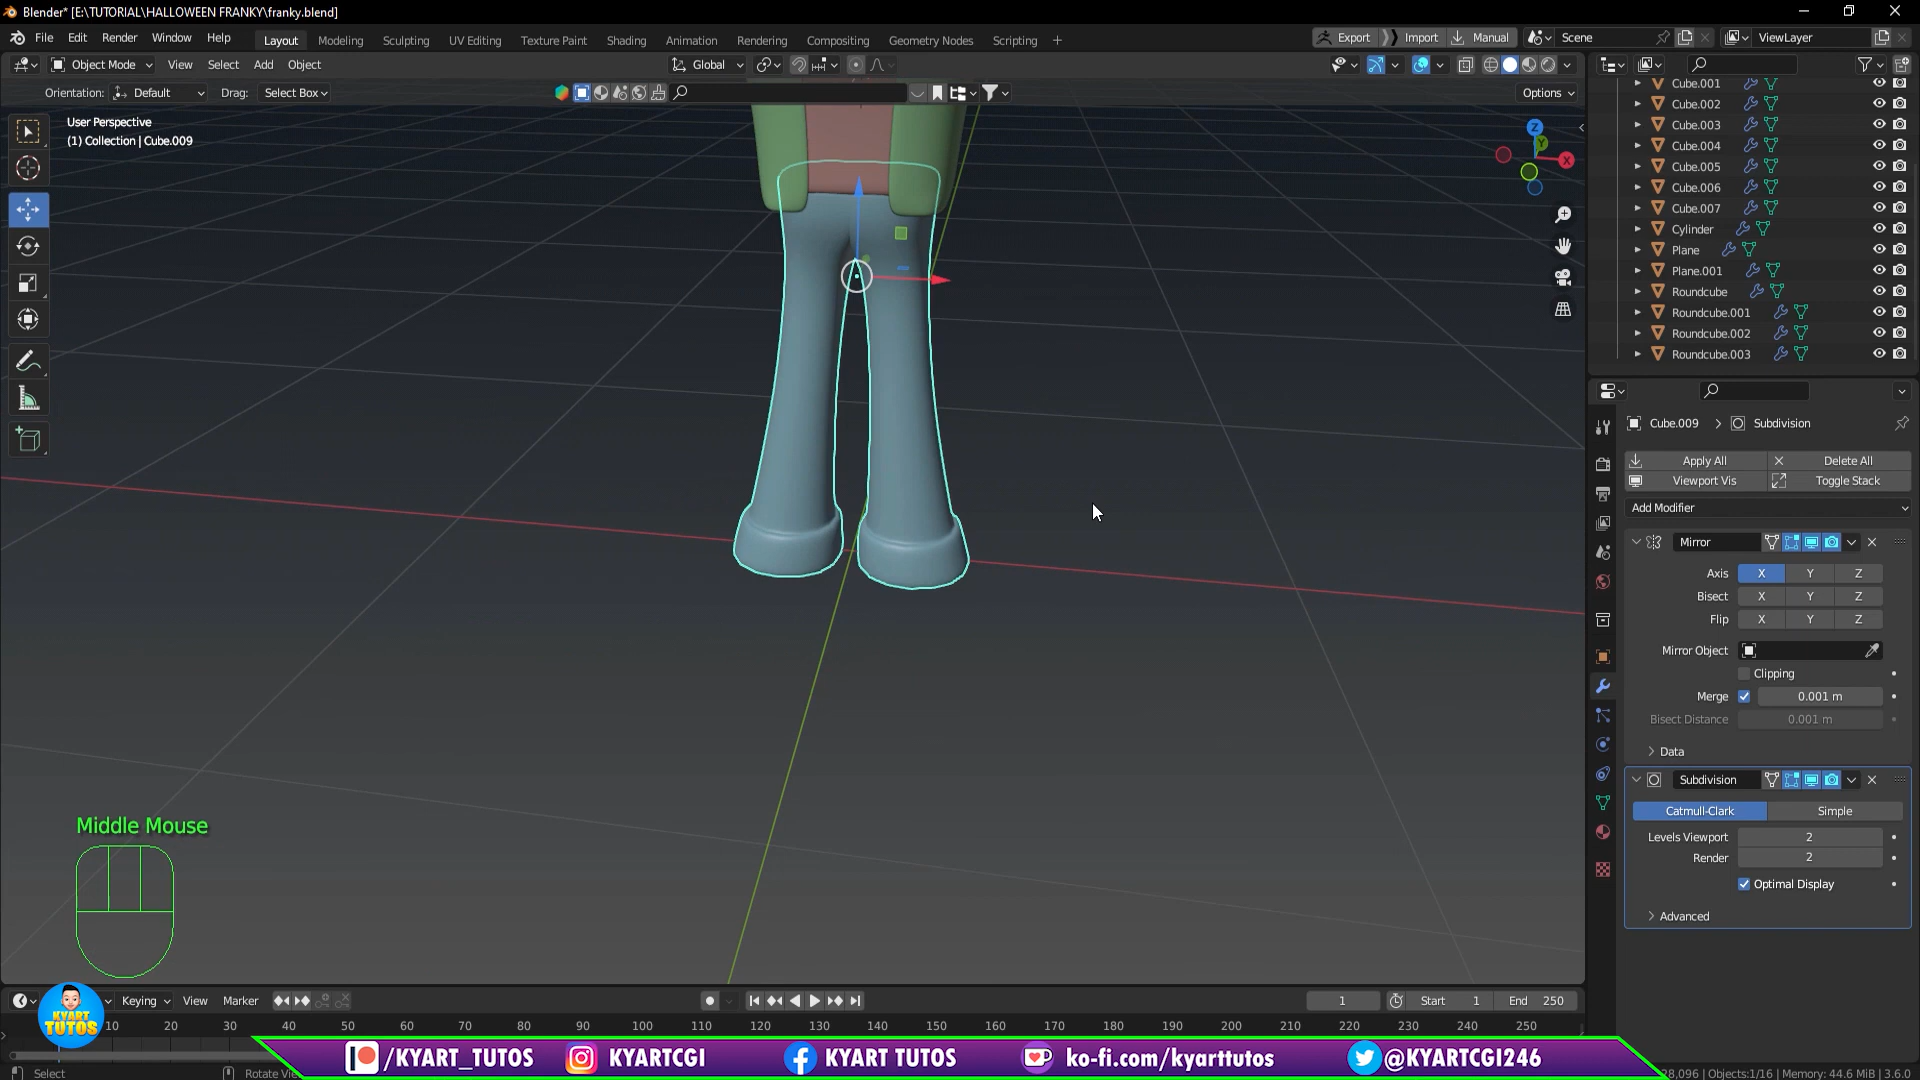 Blender* [E:\TUTORIAL\HALLOWEEN FRANKY\franky.blend]
File Edit Render Window Help
Layout Modeling Sculpting UV Editing Texture Paint Shading Animation Rendering Compositing Geometry Nodes Scripting +
Export Import Manual Scene ViewLayer
Object Mode View Select Add Object Global
Orientation: Default Drag: Select Box Options
User Perspective
(1) Collection | Cube.009
Z
Y
X
Cube.001
Cube.002
Cube.003
Cube.004
Cube.005
Cube.006
Cube.007
Cylinder
Plane
Plane.001
Roundcube
Roundcube.001
Roundcube.002
Roundcube.003
Cube.009 > Subdivision
Apply All Delete All
Viewport Vis Toggle Stack
Add Modifier
Mirror
Axis X Y Z
Bisect X Y Z
Flip X Y Z
Mirror Object
Clipping
Merge 0.001 m
Bisect Distance 0.001 m
Data
Subdivision
Catmull-Clark Simple
Levels Viewport 2
Render 2
Optimal Display
Advanced
Middle Mouse
Keying View Marker 1 Start 1 End 250
10 20 30 40 50 60 70 80 90 100 110 120 130 140 150 160 170 180 190 200 210 220 230 240 250
KYART
TUTOS
/KYART_TUTOS KYARTCGI KYART TUTOS ko-fi.com/kyarttutos @KYARTCGI246
Select Rotate Vie 28,096 | Objects:1/16 | Memory: 44.6 MiB | 3.6.0